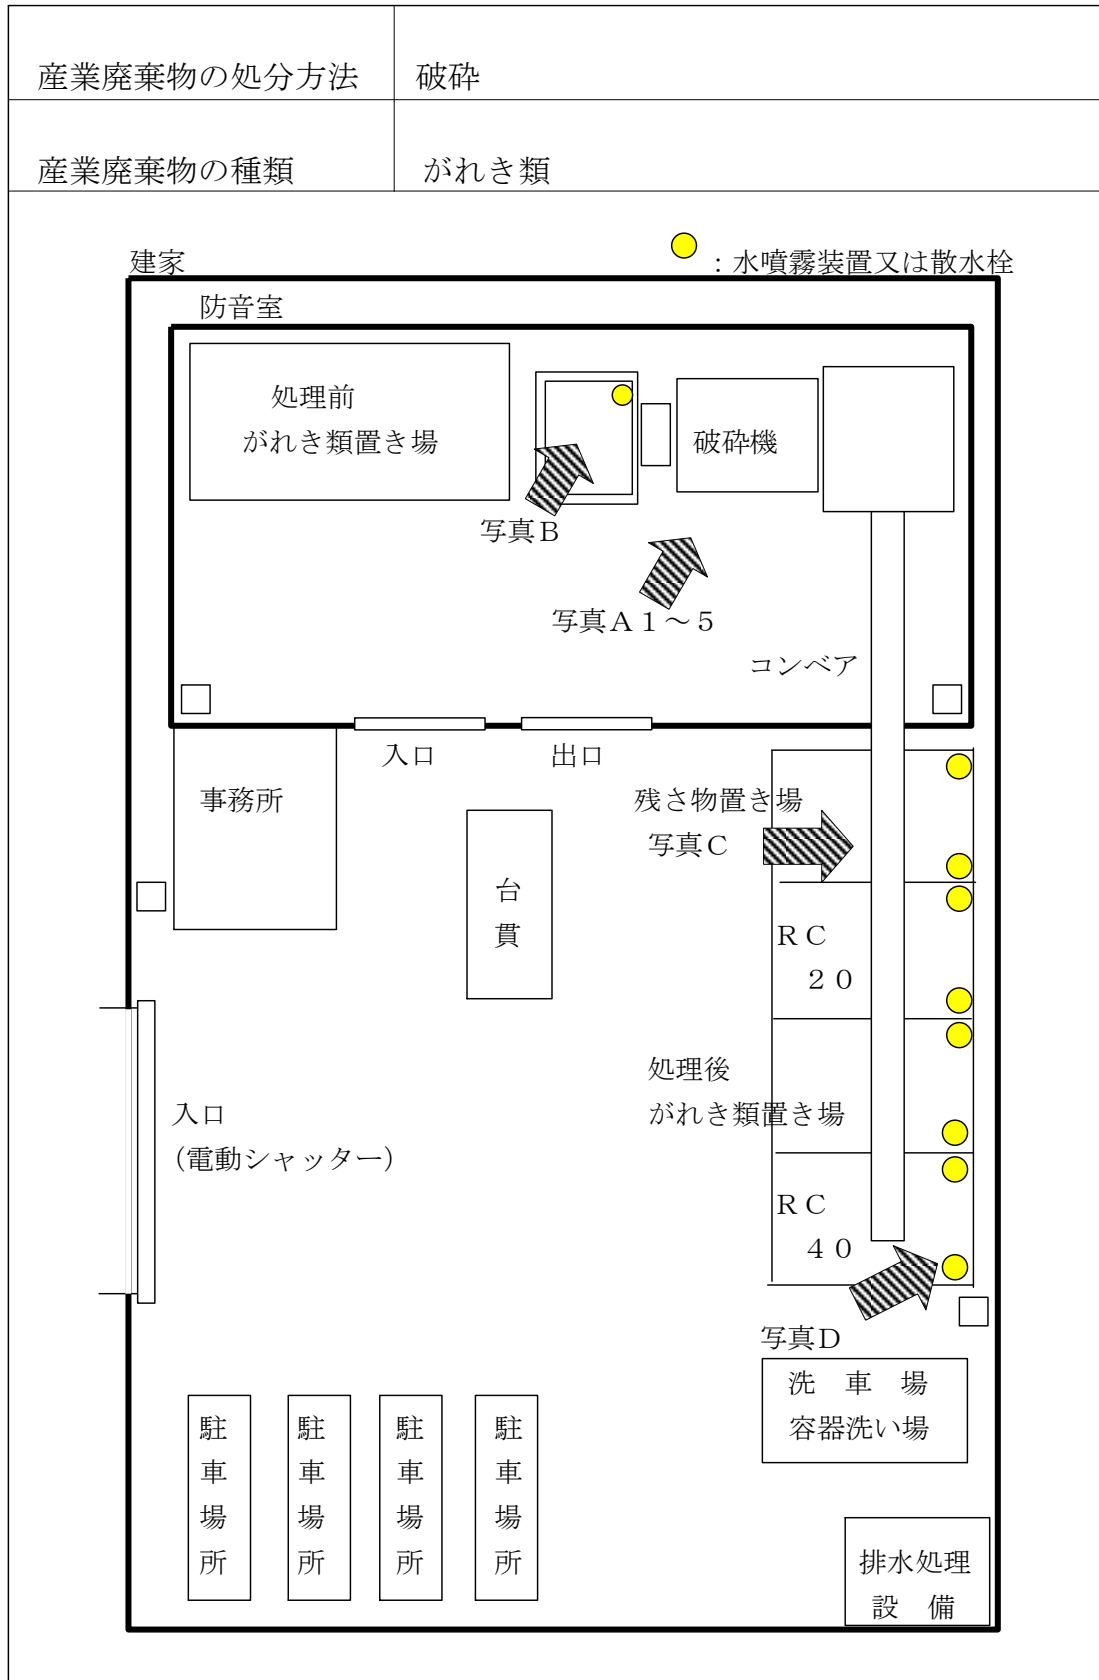 産業廃棄物の処分方法
破砕
産業廃棄物の種類
がれき類
建家
：水噴霧装置又は散水栓
防音室
処理前
がれき類置き場
破砕機
写真Ｂ
写真Ａ１～５
コンベア
入口
出口
事務所
残さ物置き場
写真Ｃ
台
貫
ＲＣ
２０
処理後
がれき類置き場
入口
（電動シャッター）
ＲＣ
４０
写真Ｄ
洗　車　場
容器洗い場
駐
車
場
所
駐
車
場
所
駐
車
場
所
駐
車
場
所
排水処理
設　備